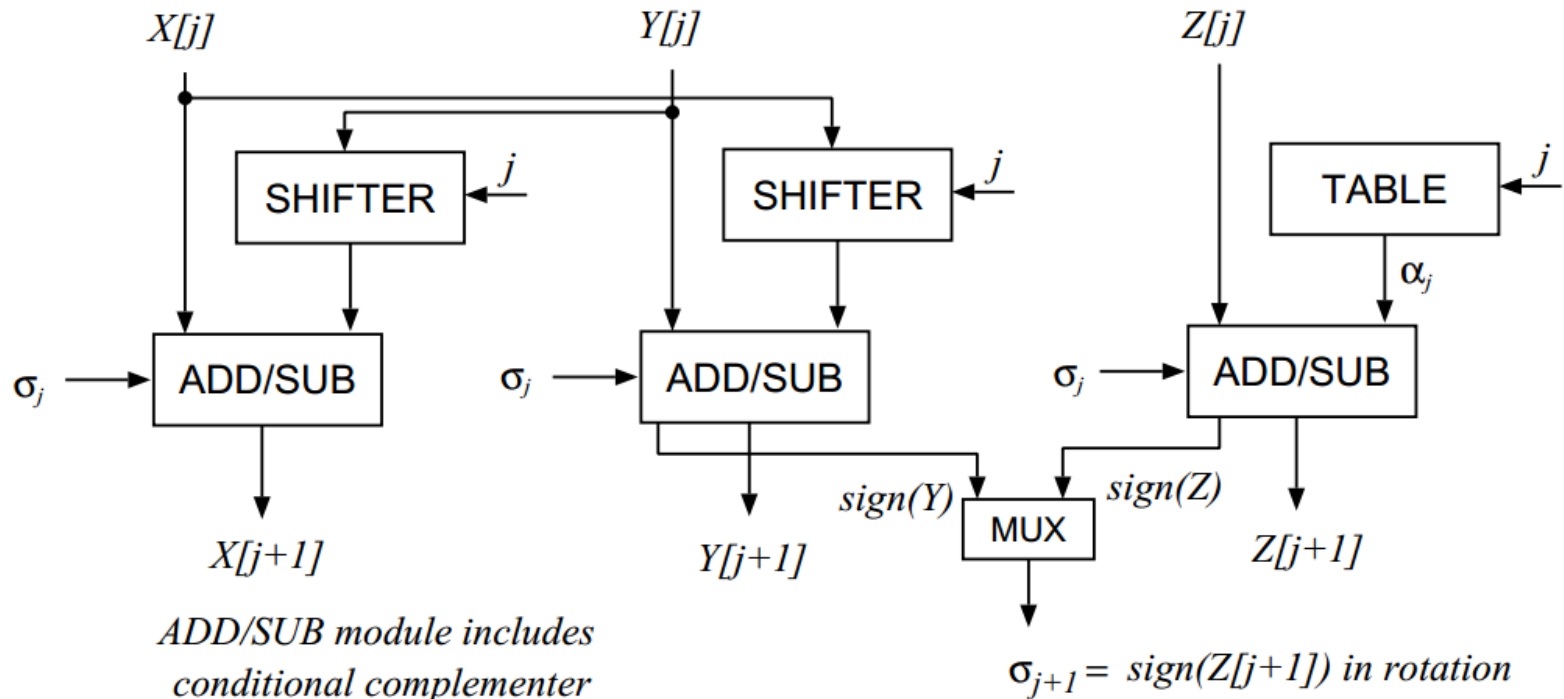 X[j] Y[j] Z[j]
SHIFTER j SHIFTER j TABLE j
αj
σj ADD/SUB σj ADD/SUB σj ADD/SUB
sign(Y) sign(Z)
MUX
X[j+1] Y[j+1] Z[j+1]
ADD/SUB module includes
conditional complementer
σj+1 = sign(Z[j+1]) in rotation